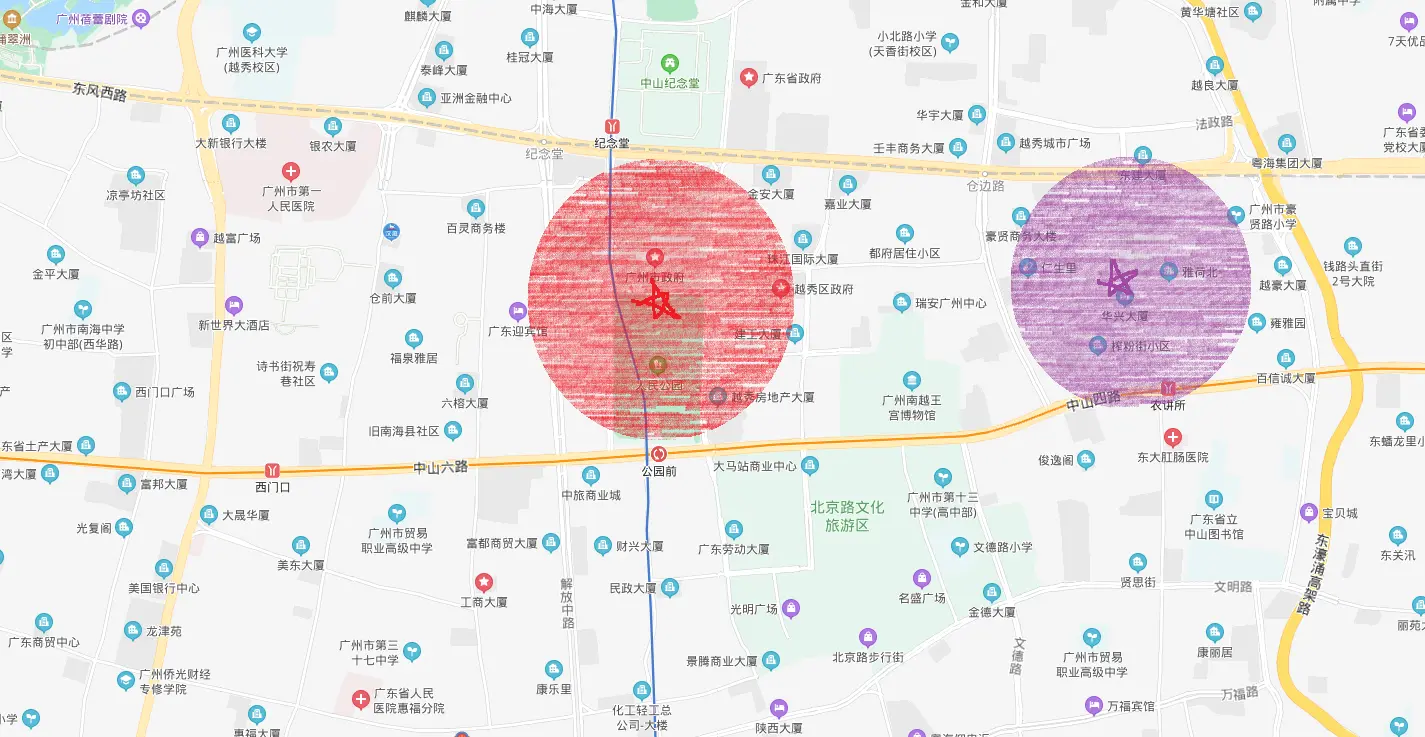 广州蓓蕾剧院
蒲翠洲
麒麟大厦
中海大厦
金和大厦
黄华塘社区
7天优品
广州医科大学
(越秀校区)
泰峰大厦
桂冠大厦
中山纪念堂
广东省政府
小北路小学
(天香街校区)
越良大厦
东风西路
亚洲金融中心
华宇大厦
法政路
广东省委
党校大厦
大新银行大楼
银农大厦
纪念堂
纪念堂
壬丰商务大厦
越秀城市广场
粤海集团大厦
凉亭坊社区
广州市第一
人民医院
金安大厦
嘉业大厦
仓边路
东建大厦
百灵商务楼
豪贤商务大楼
广州市豪
贤路小学
越富广场
珠江国际大厦
都府居住小区
金平大厦
广州市政府
仁生里
雅荷北
越豪大厦
钱路头直街
2号大院
仓前大厦
越秀区政府
瑞安广州中心
广州市南海中学
初中部(西华路)
新世界大酒店
广东迎宾馆
建工大厦
华兴大厦
雍雅园
区
学
福泉雅居
榨粉街小区
诗书街祝寿
巷社区
人民公园
百信诚大厦
西门口广场
六榕大厦
越秀房地产大厦
广州南越王
宫博物馆
中山四路
农讲所
旧南海县社区
东省土产大厦
东蟠龙里小
湾大厦
富邦大厦
西门口
中山六路
公园前
大马站商业中心
俊逸阁
东大肛肠医院
中旅商业城
北京路文化
旅游区
广州市第十三
中学(高中部)
大晟华厦
光复阁
广州市贸易
职业高级中学
富都商贸大厦
财兴大厦
广东劳动大厦
文德路小学
广东省立
中山图书馆
宝贝城
东关汛
美东大厦
美国银行中心
工商大厦
解放中路
民政大厦
光明广场
名盛广场
金德大厦
贤思街
文明路
东濠涌高架路
广东商贸中心
龙津苑
广州市第三
十七中学
景腾商业大厦
北京路步行街
文德路
广州市贸易
职业高级中学
康丽居
丽苑大
广州侨光财经
专修学院
广东省人民
医院惠福分院
康乐里
化工轻工总
公司-大楼
陕西大厦
万福宾馆
万福路
小学
惠福大厦